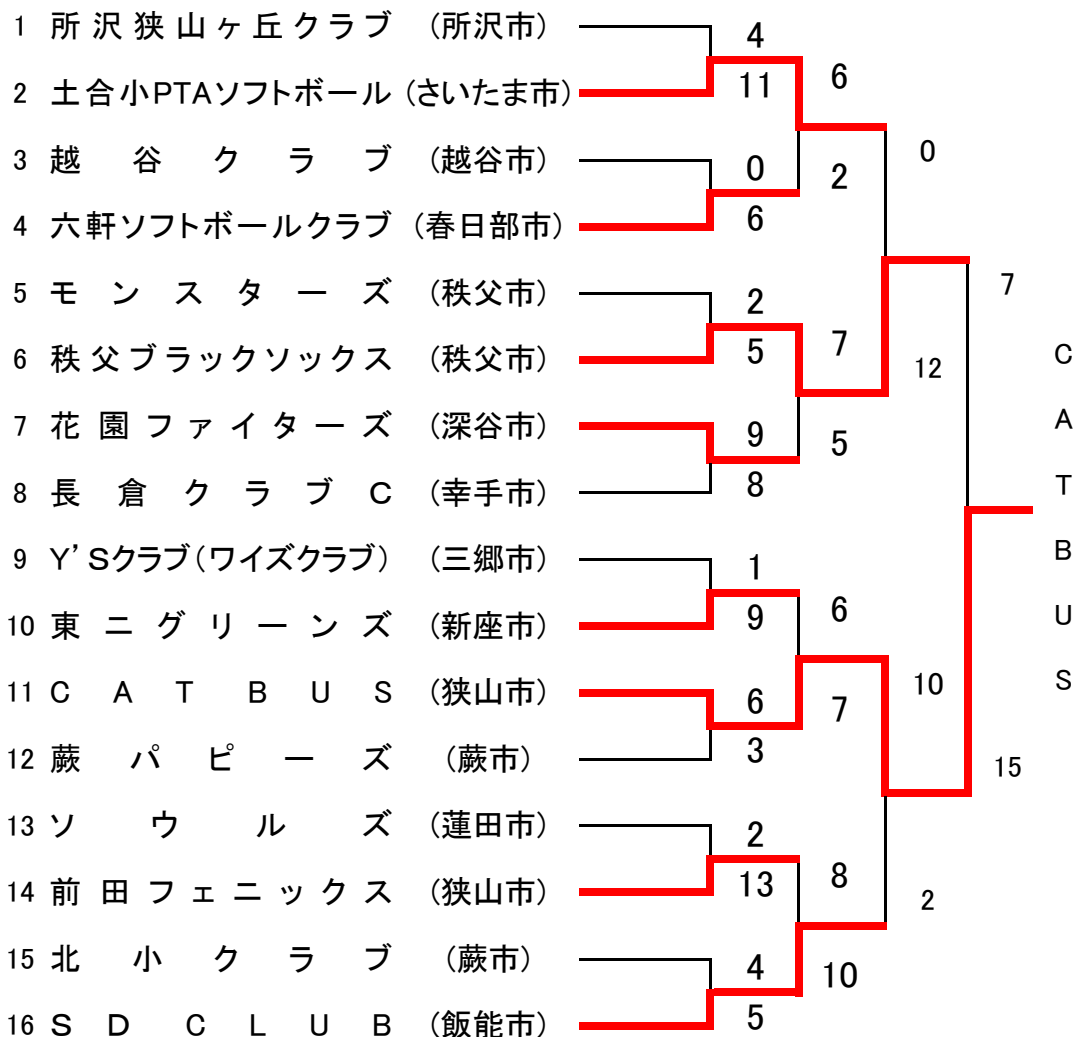 1 所沢狭山ヶ丘クラブ (所沢市)
2 土合小PTAソフトボール (さいたま市)
3 越谷クラブ (越谷市)
4 六軒ソフトボールクラブ (春日部市)
5 モンスターズ (秩父市)
6 秩父ブラックソックス (秩父市)
7 花園ファイターズ (深谷市)
8 長倉クラブC (幸手市)
9 Y'Sクラブ(ワイズクラブ) (三郷市)
10 東ニグリーンズ (新座市)
11 CATBUS (狭山市)
12 蕨パピーズ (蕨市)
13 ソウルズ (蓮田市)
14 前田フェニックス (狭山市)
15 北小クラブ (蕨市)
16 SDCLUB (飯能市)
4
11
0
6
2
5
9
8
1
9
6
3
2
13
4
5
6
2
7
5
6
7
8
10
0
12
10
2
7
15
CATBUS